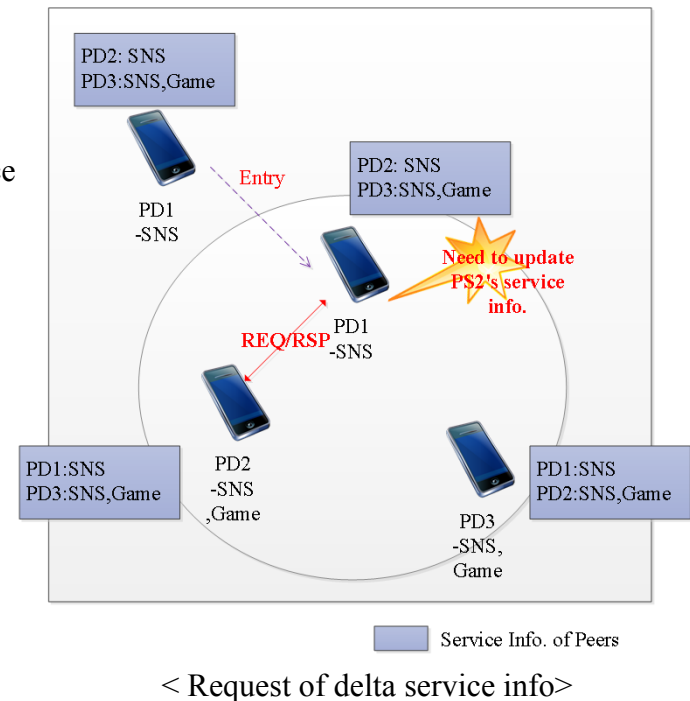 PD2: SNS
PD3:SNS,Game
PD1
-SNS
Entry
PD2: SNS
PD3:SNS,Game
Need to update
PS2's service
info.
REQ/RSP
PD1
-SNS
PD1:SNS
PD3:SNS,Game
PD2
-SNS
,Game
PD3
-SNS,
Game
PD1:SNS
PD2:SNS,Game
Service Info. of Peers
< Request of delta service info>